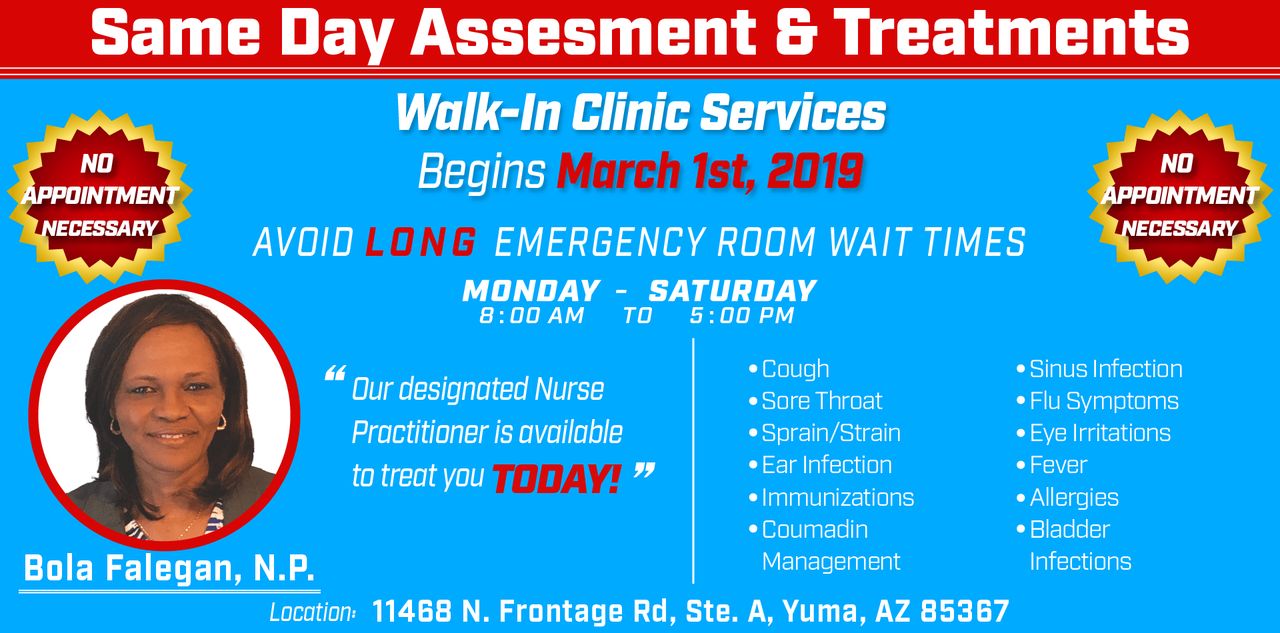 Same Day Assesment & Treatments
Walk-In Clinic Services
Begins March 1st, 2019
NO
APPOINTMENT
NECESSARY
NO
APPOINTMENT
NECESSARY
AVOID LONG EMERGENCY ROOM WAIT TIMES
MONDAY - SATURDAY
8:00 AM TO 5:00 PM
“ Our designated Nurse
Practitioner is available
to treat you TODAY! ”
• Cough
• Sore Throat
• Sprain/Strain
• Ear Infection
• Immunizations
• Coumadin
Management
• Sinus Infection
• Flu Symptoms
• Eye Irritations
• Fever
• Allergies
• Bladder
Infections
Bola Falegan, N.P.
Location: 11468 N. Frontage Rd, Ste. A, Yuma, AZ 85367